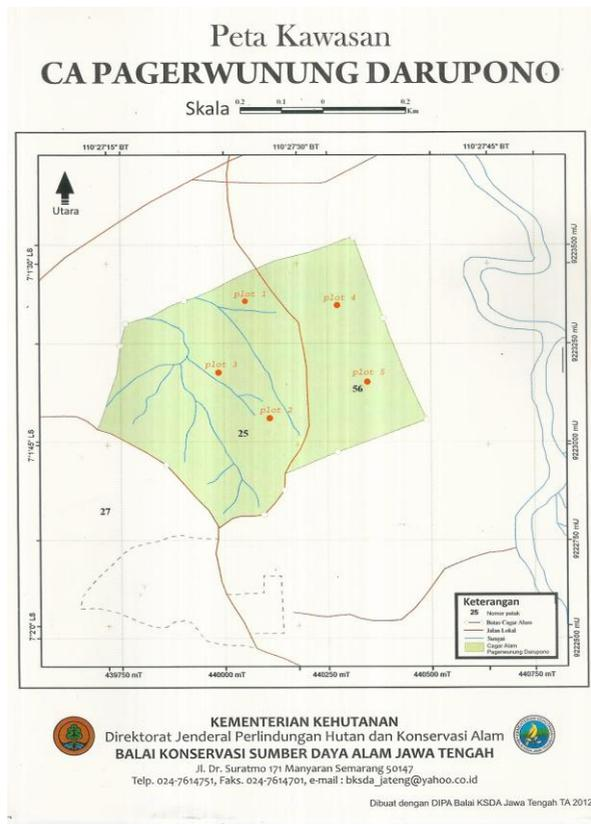 Peta Kawasan
CA PAGERWUNUNG DARUPONO
Skala 0.2 0.1 0 0.2 Km
110°27'15" BT 110°27'30" BT 110°27'45" BT
Utara
7°1'30" LS
9223500 mU
plot 1
plot 4
9223250 mU
plot 3
plot 5
56
plot 2
25
7°1'45" LS
9223000 mU
27
9222750 mU
7°2'0" LS
9222500 mU
Keterangan
25 Nomor petak
Batas Cagar Alam
Jalan Lokal
Sungai
Cagar Alam
Pagerwunung Darupono
439750 mT 440000 mT 440250 mT 440500 mT 440750 mT
KEMENTERIAN KEHUTANAN
Direktorat Jenderal Perlindungan Hutan dan Konservasi Alam
BALAI KONSERVASI SUMBER DAYA ALAM JAWA TENGAH
Jl. Dr. Suratmo 171 Manyaran Semarang 50147
Telp. 024-7614751, Faks. 024-7614701, e-mail : bksda_jateng@yahoo.co.id
Dibuat dengan DIPA Balai KSDA Jawa Tengah TA 2012